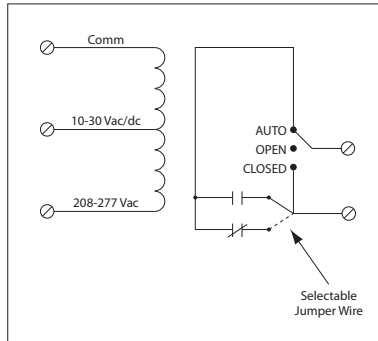 Comm
10-30 Vac/dc
208-277 Vac
AUTO
OPEN
CLOSED
Selectable
Jumper Wire